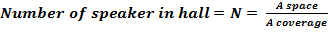 Number of speaker in hall = N = A space / A coverage